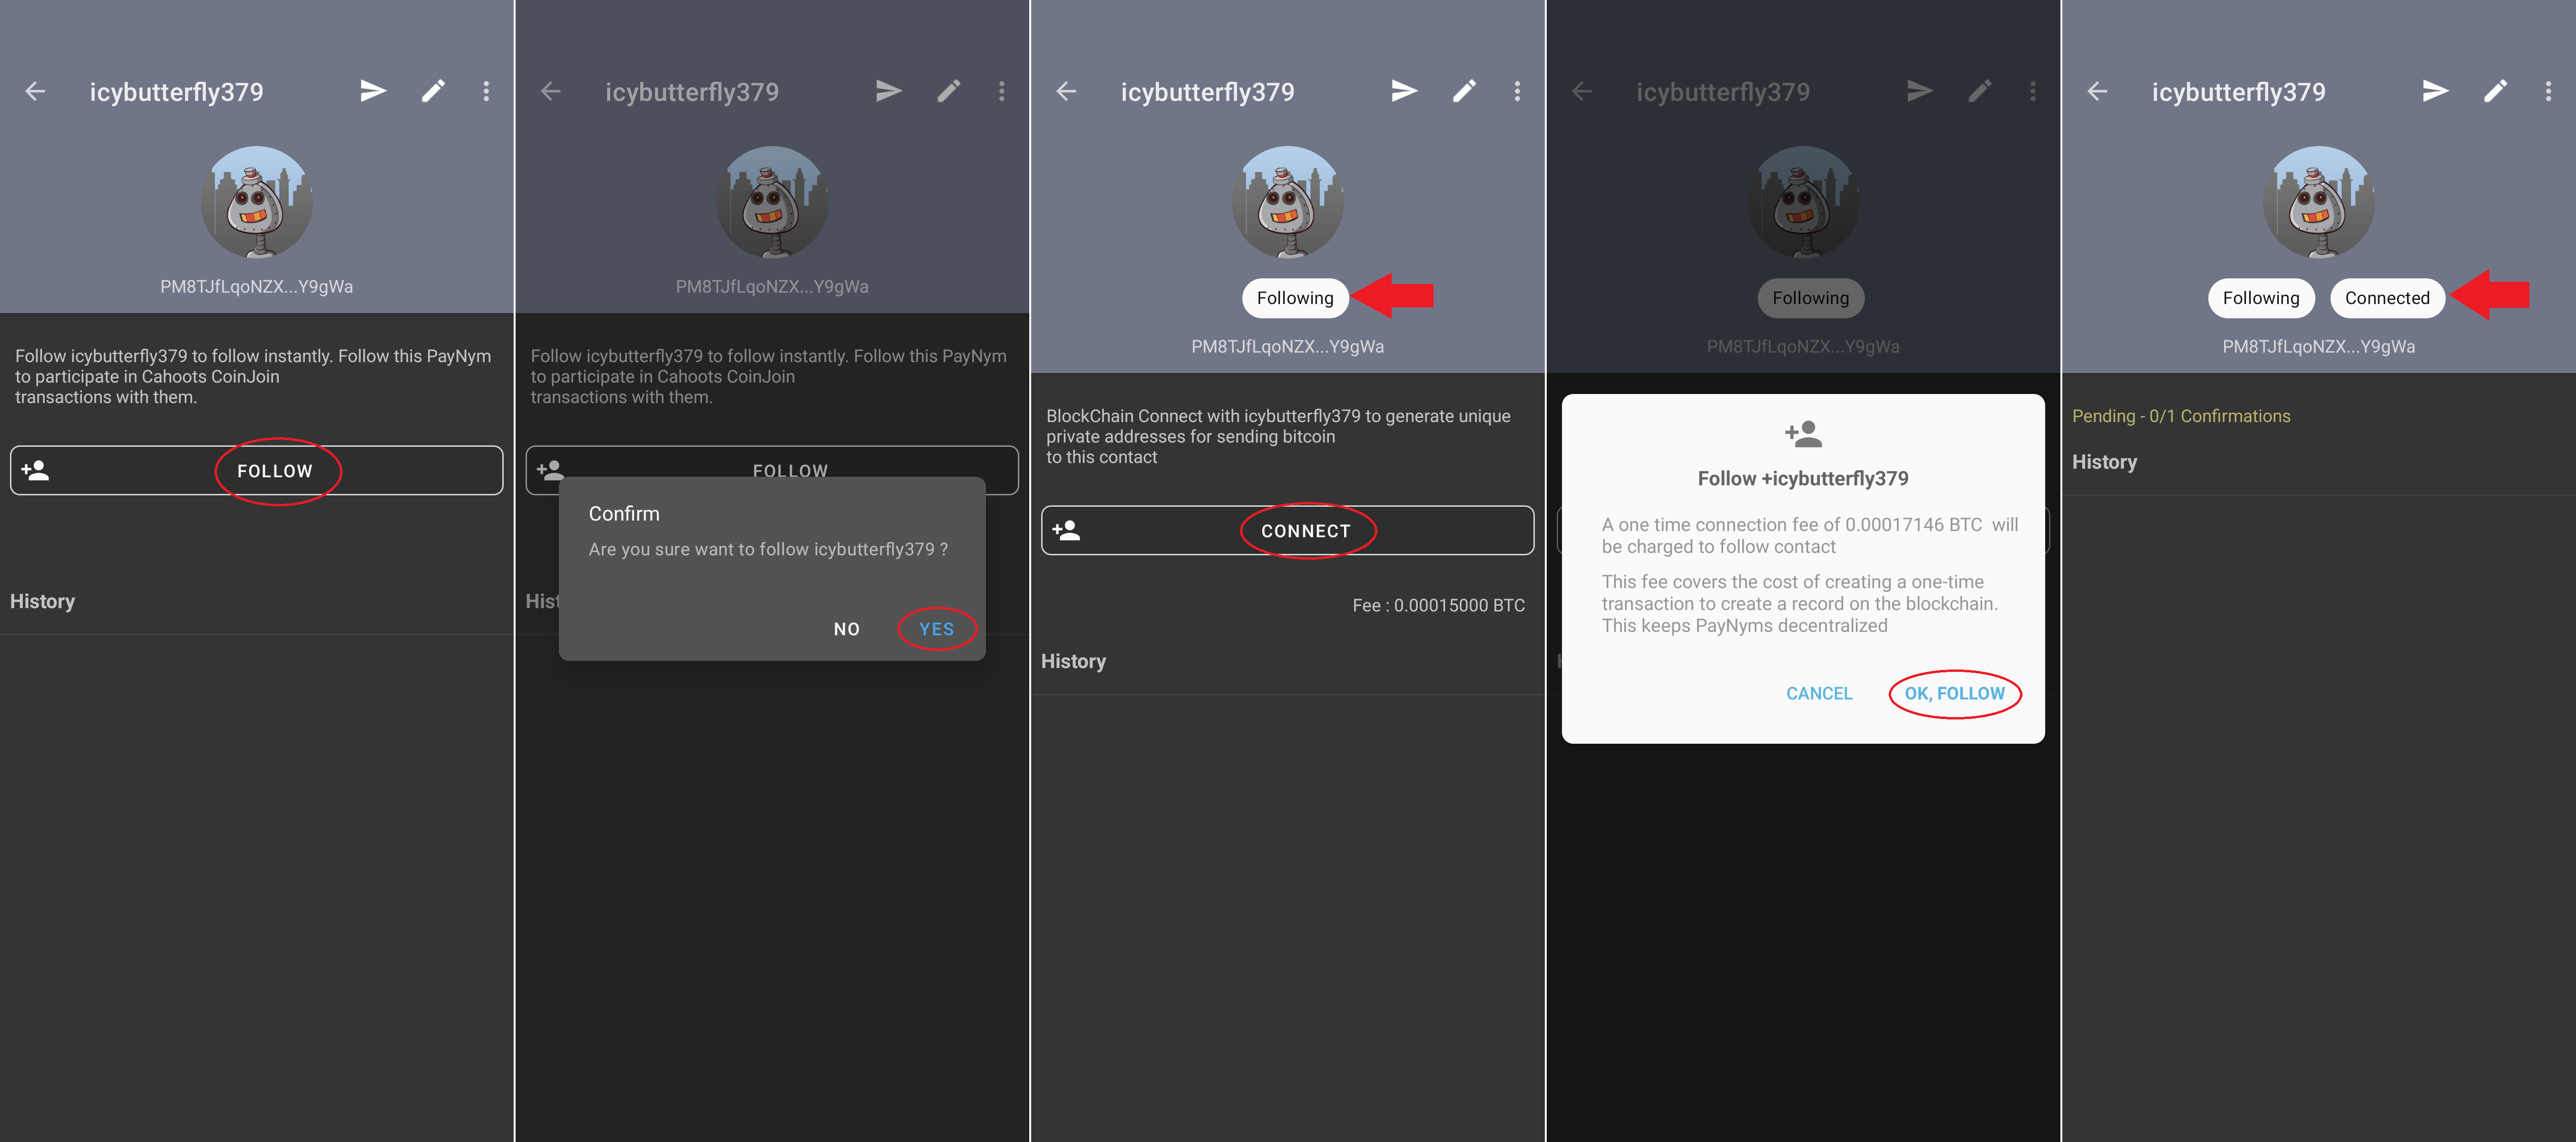 icybutterfly379
PM8TJfLqoNZX...Y9gWa
Follow icybutterfly379 to follow instantly. Follow this PayNym
to participate in Cahoots CoinJoin
transactions with them.
FOLLOW
History
icybutterfly379
PM8TJfLqoNZX...Y9gWa
Follow icybutterfly379 to follow instantly. Follow this PayNym
to participate in Cahoots CoinJoin
transactions with them.
FOLLOW
Confirm
Are you sure want to follow icybutterfly379 ?
NO
YES
Hist
icybutterfly379
Following
PM8TJfLqoNZX...Y9gWa
BlockChain Connect with icybutterfly379 to generate unique
private addresses for sending bitcoin
to this contact
CONNECT
Fee : 0.00015000 BTC
History
icybutterfly379
Following
PM8TJfLqoNZX...Y9gWa
Follow +icybutterfly379
A one time connection fee of 0.00017146 BTC will
be charged to follow contact
This fee covers the cost of creating a one-time
transaction to create a record on the blockchain.
This keeps PayNyms decentralized
CANCEL
OK, FOLLOW
icybutterfly379
Following
Connected
PM8TJfLqoNZX...Y9gWa
Pending - 0/1 Confirmations
History